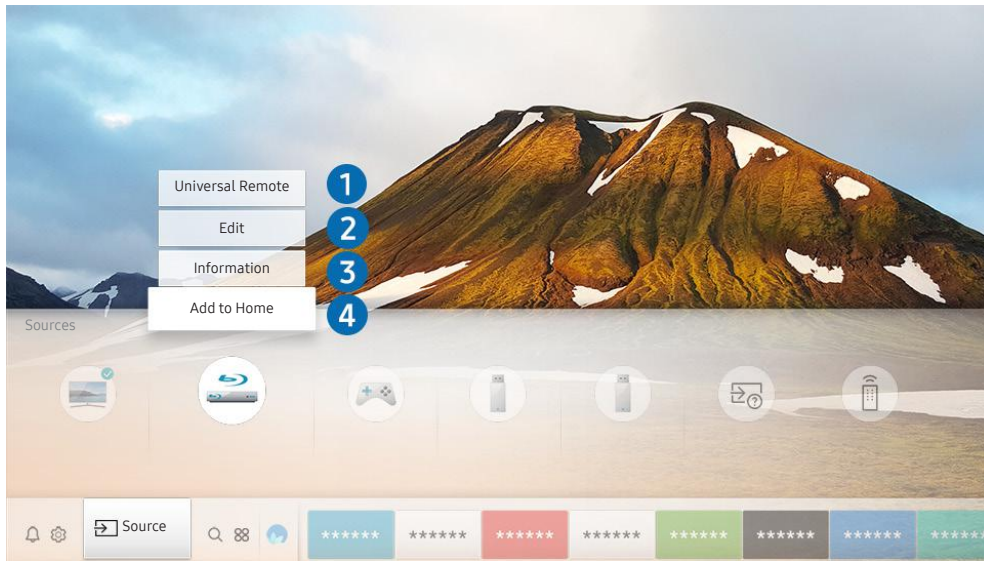 Universal Remote 1
Edit 2
Information 3
Add to Home 4
Sources
Source ****** ****** ****** ****** ****** ****** ****** ******